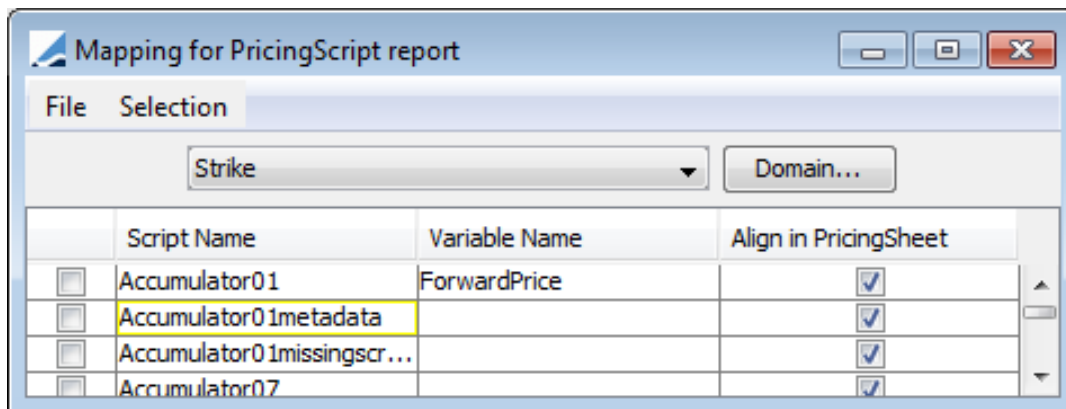 Mapping for PricingScript report
File Selection
Strike Domain...
Script Name Variable Name Align in PricingSheet
Accumulator01 ForwardPrice
Accumulator01metadata
Accumulator01missingscr...
Accumulator07